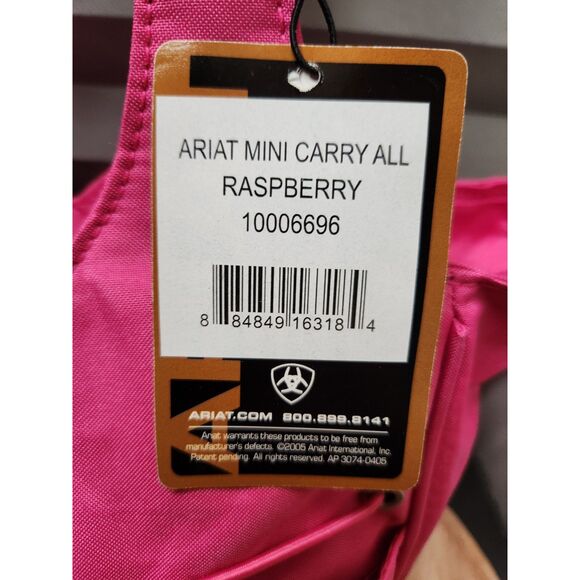 ARIAT MINI CARRY ALL
RASPBERRY
10006696
8 84849 16318 4
ARIAT.COM 800.899.8141
Ariat warrants these products to be free from
manufacturer's defects. ©2005 Ariat International, Inc.
Patent pending. All rights reserved. AP 3074-0405